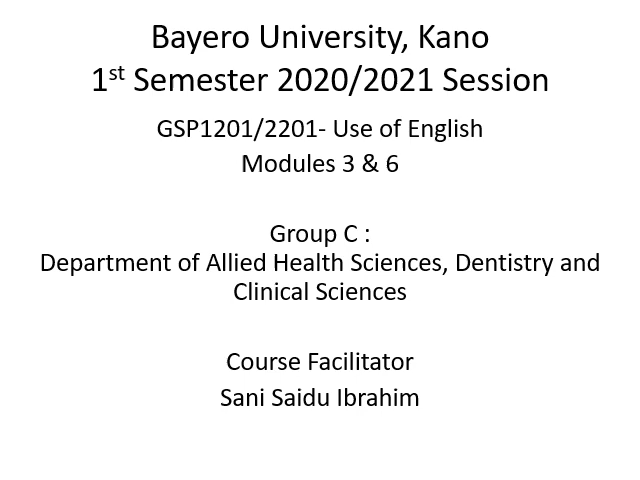 Bayero University, Kano
1st Semester 2020/2021 Session
GSP1201/2201- Use of English
Modules 3 & 6
Group C :
Department of Allied Health Sciences, Dentistry and
Clinical Sciences
Course Facilitator
Sani Saidu Ibrahim